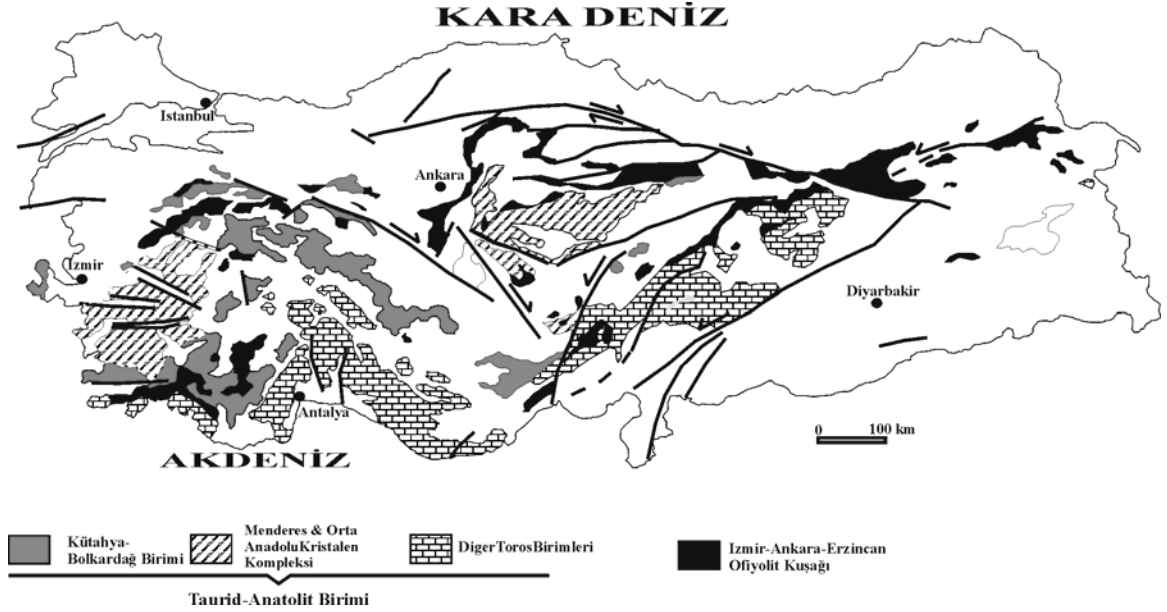 KARA DENİZ
Istanbul
Ankara
Izmir
Diyarbakir
Antalya
0 100 km
AKDENİZ
Kütahya-
Bolkardağ Birimi
Menderes & Orta
AnadoluKristalen
Kompleksi
DigerTorosBirimleri
Izmir-Ankara-Erzincan
Ofiyolit Kuşağı
Taurid-Anatolit Birimi